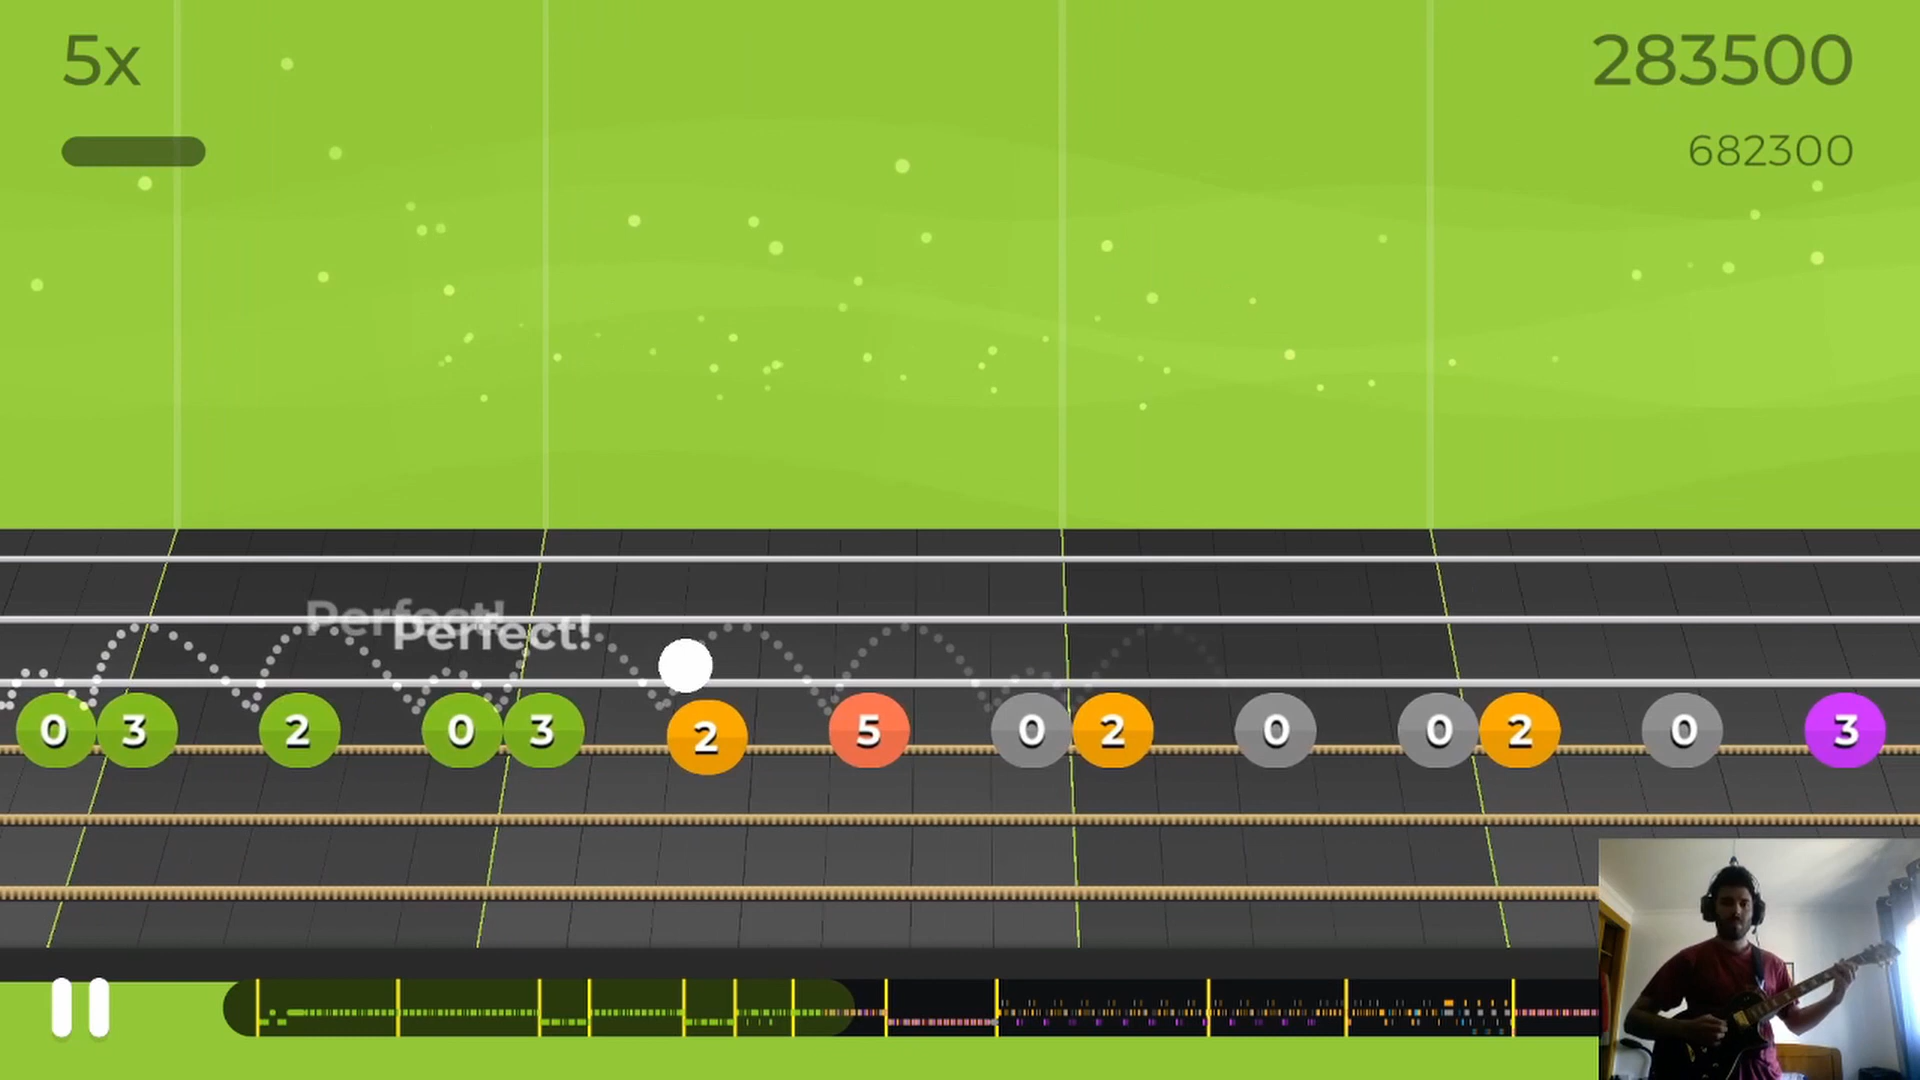 5x
283500
682300
Perfect!
Perfect!
0 3 2 0 3 2 5 0 2 0 0 2 0 3